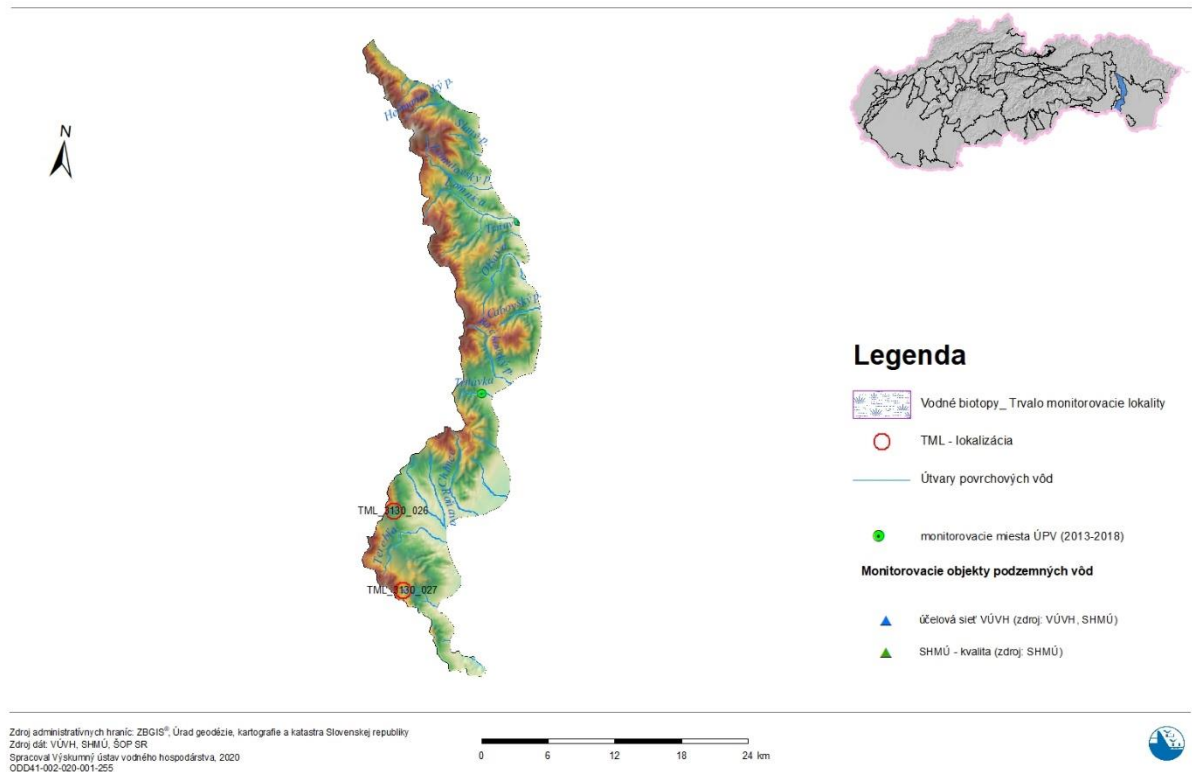 N
Hermanovský p.
Trnavka
TML_3130_026
TML_3130_027
Legenda
Vodné biotopy_ Trvalo monitorovacie lokality
TML - lokalizácia
Útvary povrchových vôd
monitorovacie miesta ÚPV (2013-2018)
Monitorovacie objekty podzemných vôd
účelová sieť VÚVH (zdroj: VÚVH, SHMÚ)
SHMÚ - kvalita (zdroj: SHMÚ)
Zdroj administratívnych hraníc: ZBGIS®, Úrad geodézie, kartografie a katastra Slovenskej republiky
Zdroj dát: VÚVH, SHMÚ, ŠOP SR
Spracoval Výskumný ústav vodného hospodárstva, 2020
ODD41-002-020-001-255
0 6 12 18 24 km